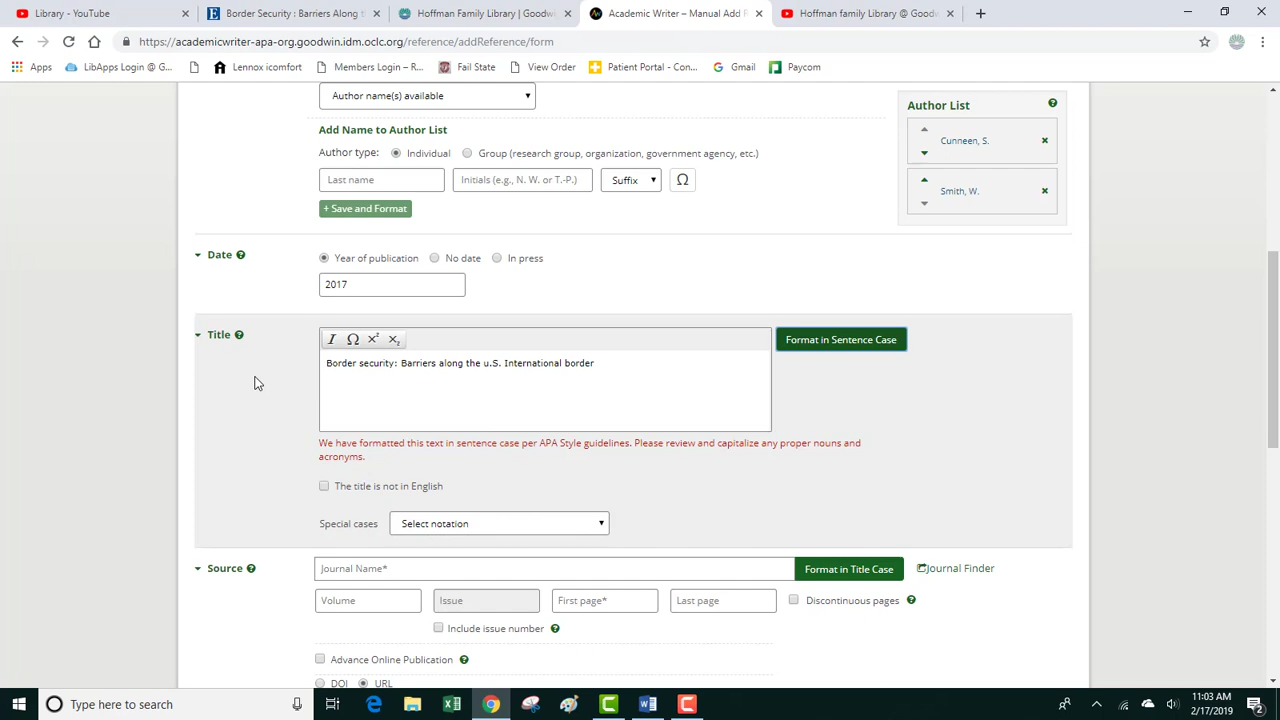 Library - YouTube
Border Security : Barriers Along th
Hoffman Family Library | Goodw
Academic Writer – Manual Add R
Hoffman family Library @ Goodw
https://academicwriter-apa-org.goodwin.idm.oclc.org/reference/addReference/form
Apps LibApps Login @ G... Lennox icomfort Members Login – R... Fail State View Order Patient Portal - Con... Gmail Paycom
Author name(s) available
Add Name to Author List
Author type: Individual Group (research group, organization, government agency, etc.)
Last name Initials (e.g., N. W. or T.-P.) Suffix Ω
+ Save and Format
Author List ?
Cunneen, S. ×
Smith, W. ×
Date ? Year of publication No date In press
2017
Title ? I Ω x² x₂ Format in Sentence Case
Border security: Barriers along the u.S. International border
We have formatted this text in sentence case per APA Style guidelines. Please review and capitalize any proper nouns and
acronyms.
The title is not in English
Special cases Select notation
Source ? Journal Name* Format in Title Case Journal Finder
Volume Issue First page* Last page Discontinuous pages ?
Include issue number ?
Advance Online Publication ?
DOI URL
Type here to search
11:03 AM
2/17/2019
2